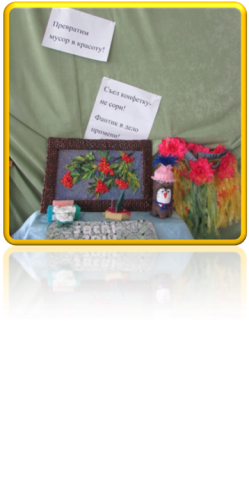 Превратим
мусор в красоту!
Съел конфетку-
не сори!
Фантик в дело
примени!